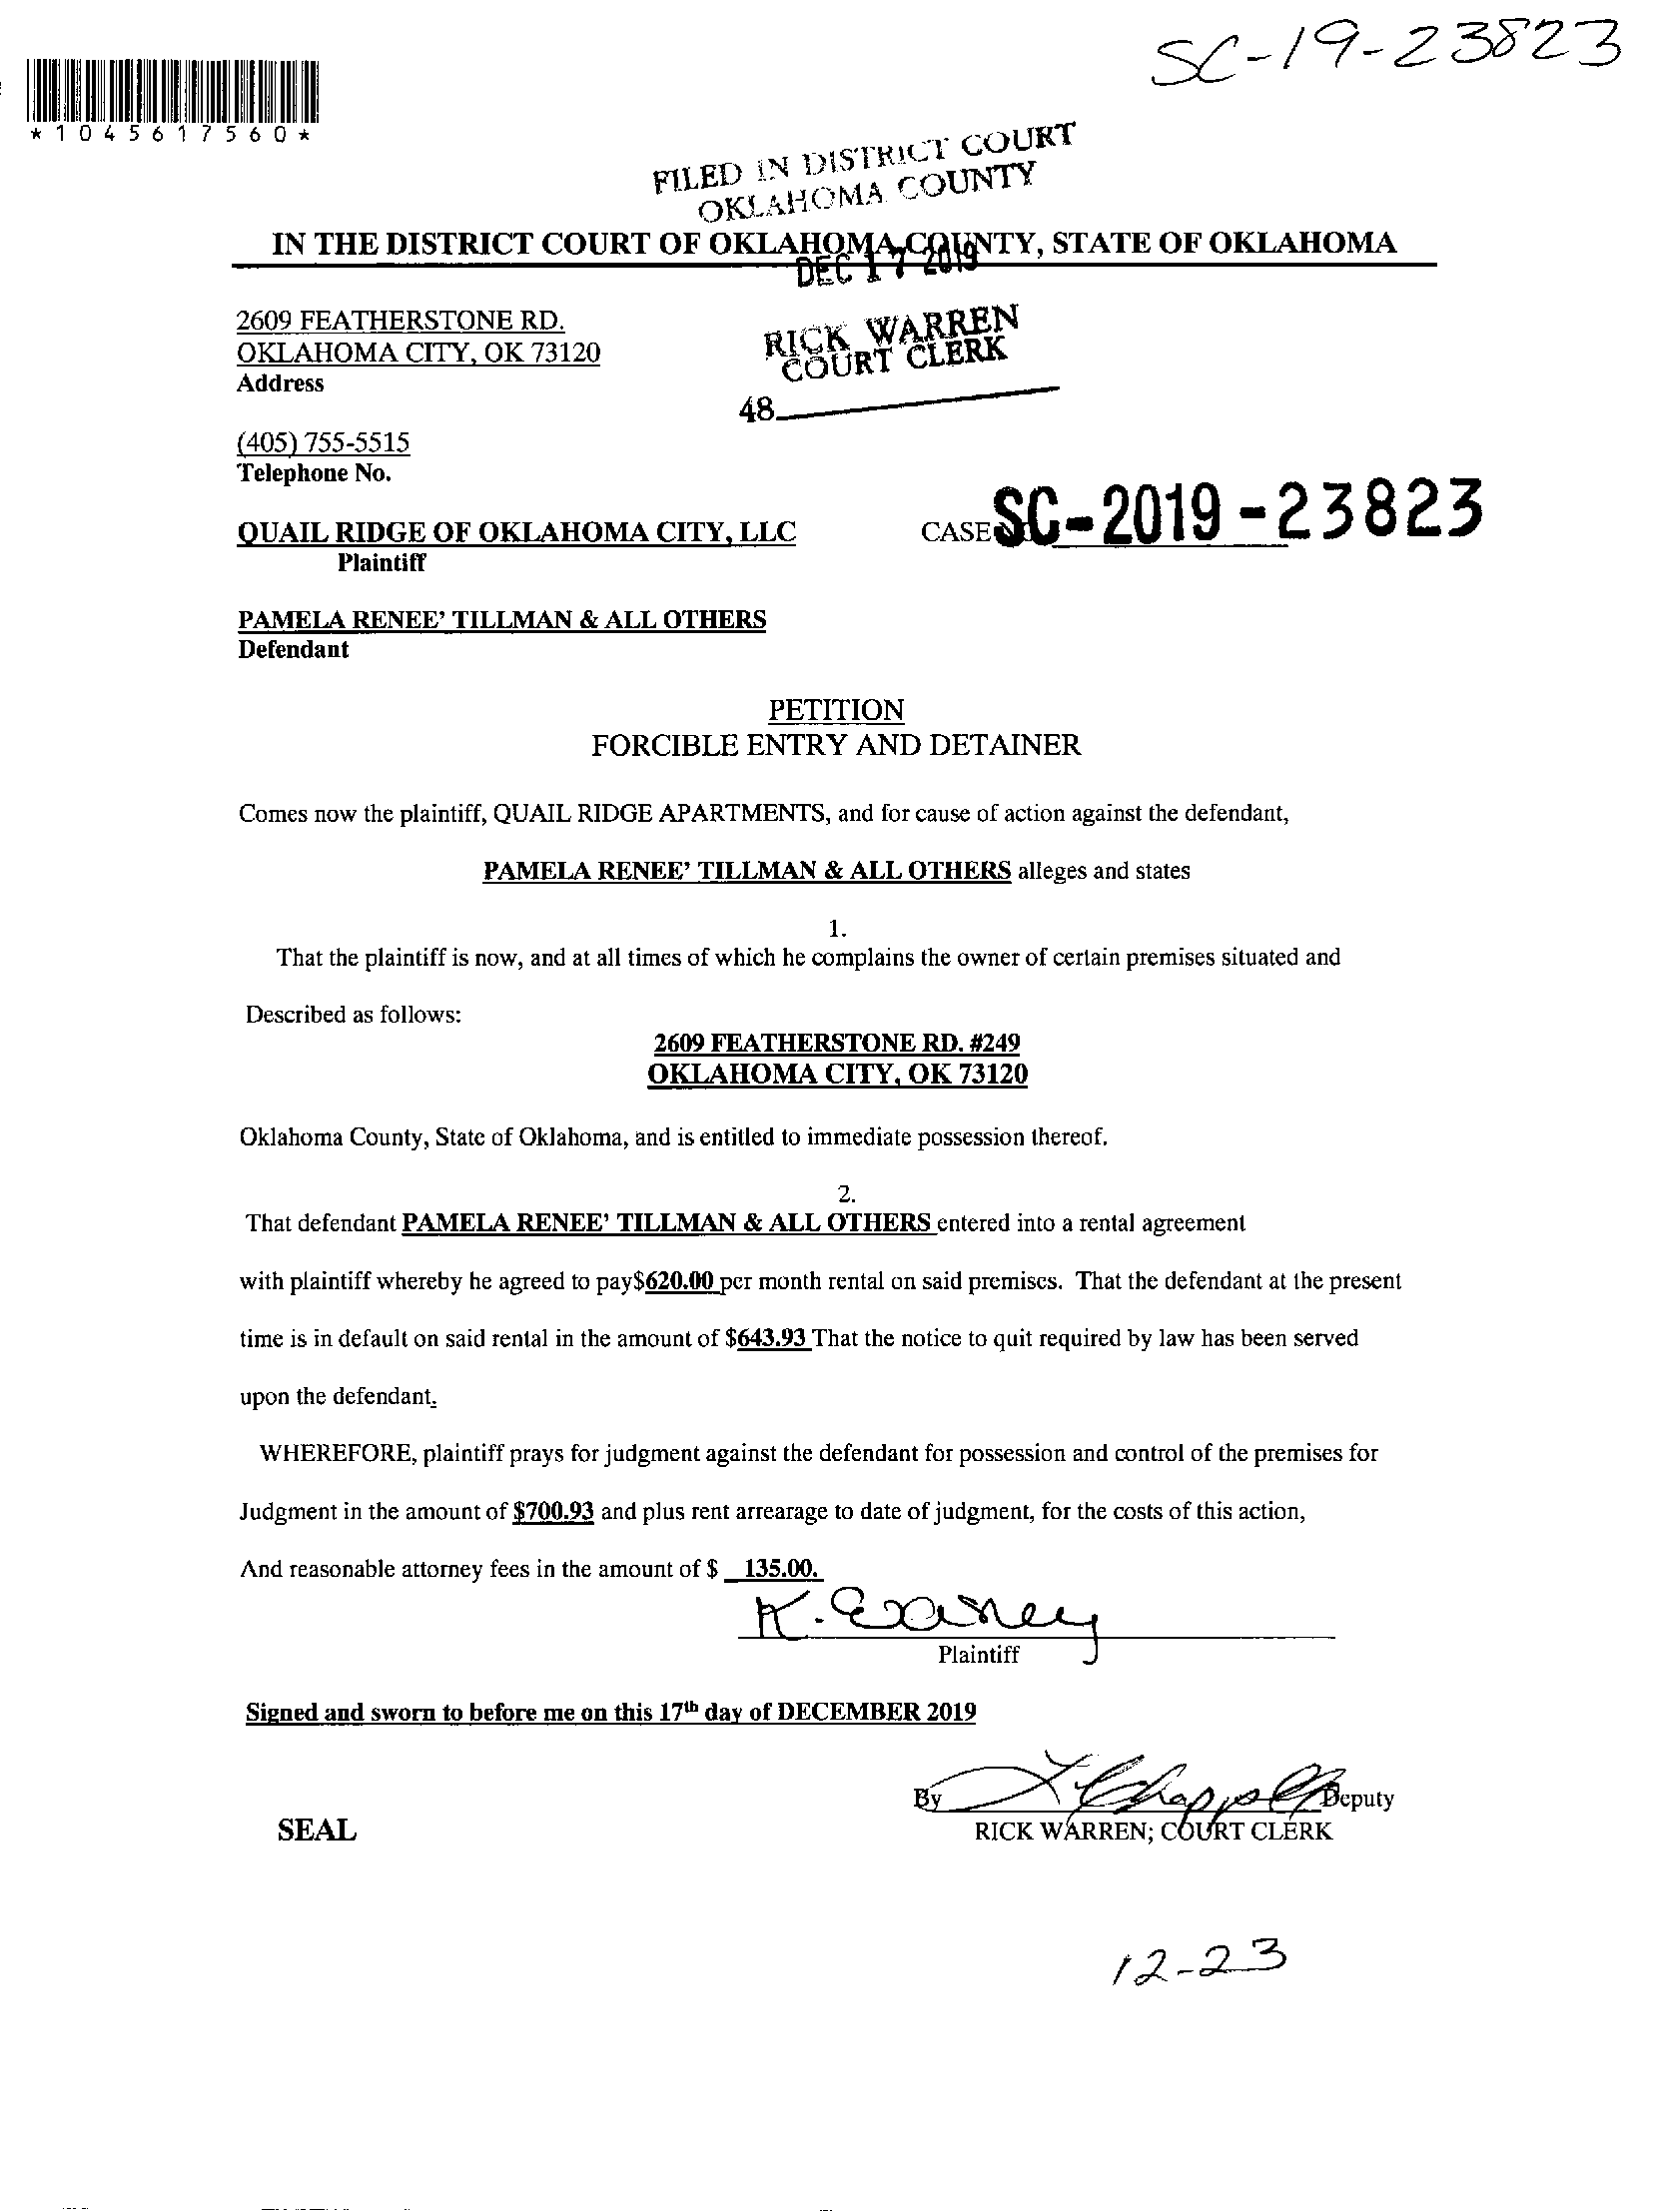 SC-19-23823
*1045617560*
FILED IN DISTRICT COURT
OKLAHOMA COUNTY
IN THE DISTRICT COURT OF OKLAHOMA COUNTY, STATE OF OKLAHOMA
DEC 17 2019
2609 FEATHERSTONE RD.
OKLAHOMA CITY, OK 73120
Address
RICK WARREN
COURT CLERK
48
(405) 755-5515
Telephone No.
QUAIL RIDGE OF OKLAHOMA CITY, LLC
Plaintiff
CASE SC-2019-23823
PAMELA RENEE' TILLMAN & ALL OTHERS
Defendant
PETITION
FORCIBLE ENTRY AND DETAINER
Comes now the plaintiff, QUAIL RIDGE APARTMENTS, and for cause of action against the defendant,
PAMELA RENEE' TILLMAN & ALL OTHERS alleges and states
1.
That the plaintiff is now, and at all times of which he complains the owner of certain premises situated and
Described as follows:
2609 FEATHERSTONE RD. #249
OKLAHOMA CITY, OK 73120
Oklahoma County, State of Oklahoma, and is entitled to immediate possession thereof.
2.
That defendant PAMELA RENEE' TILLMAN & ALL OTHERS entered into a rental agreement
with plaintiff whereby he agreed to pay$620.00 per month rental on said premises. That the defendant at the present
time is in default on said rental in the amount of $643.93 That the notice to quit required by law has been served
upon the defendant.
WHEREFORE, plaintiff prays for judgment against the defendant for possession and control of the premises for
Judgment in the amount of $700.93 and plus rent arrearage to date of judgment, for the costs of this action,
And reasonable attorney fees in the amount of $ 135.00.
K.
Plaintiff
Signed and sworn to before me on this 17th day of DECEMBER 2019
By Deputy
SEAL
RICK WARREN; COURT CLERK
12-23